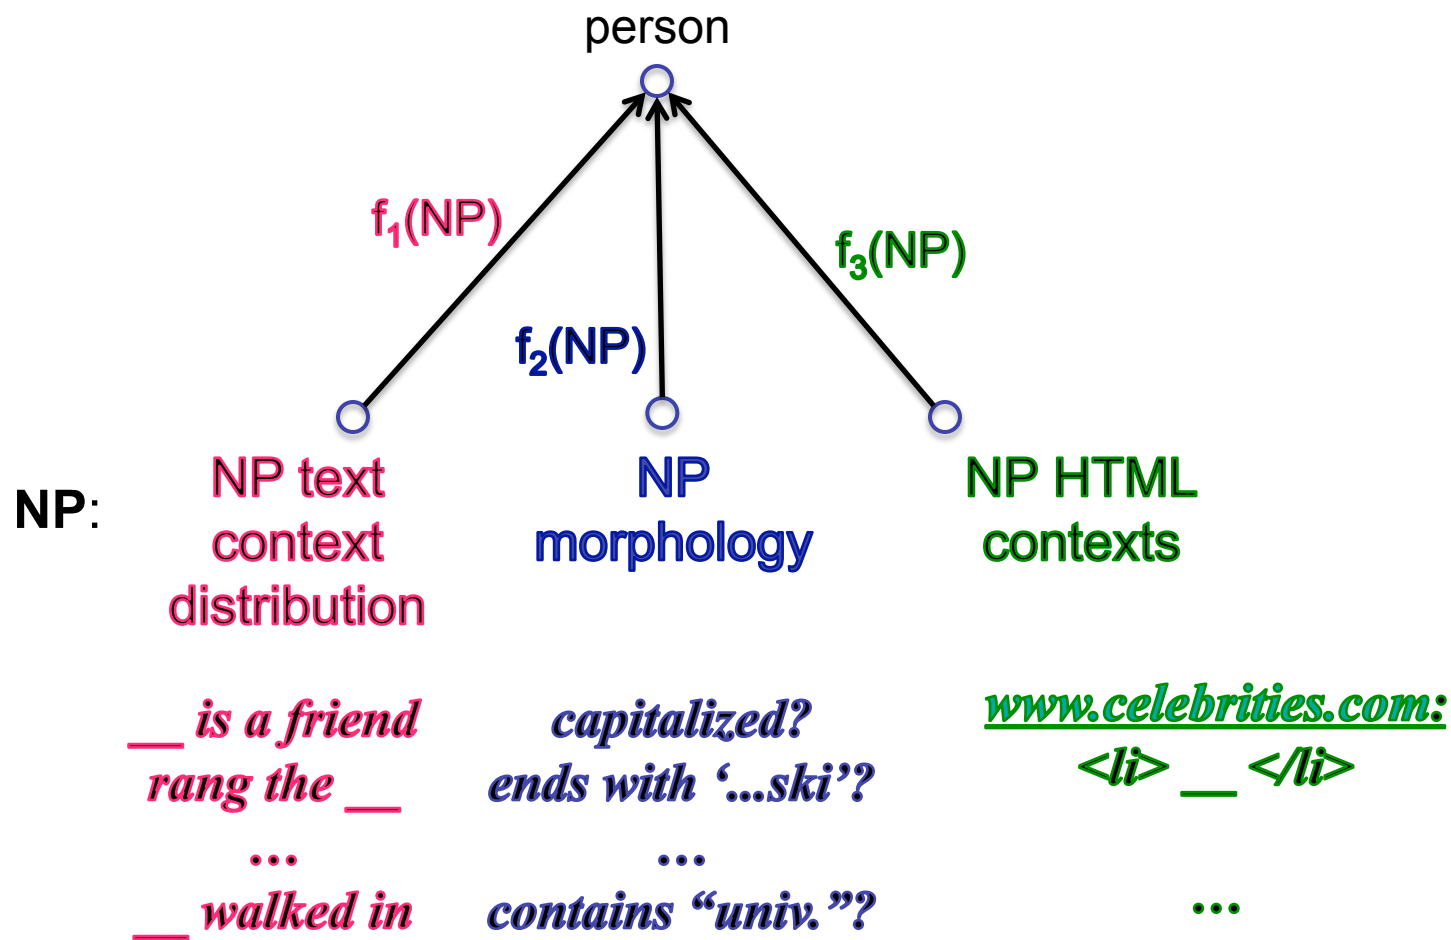 person
f1(NP)
f3(NP)
f2(NP)
NP:
NP text
context
distribution
NP
morphology
NP HTML
contexts
__ is a friend
rang the __
...
__ walked in
capitalized?
ends with ‘...ski’?
...
contains “univ.”?
www.celebrities.com:
<li> __ </li>
...